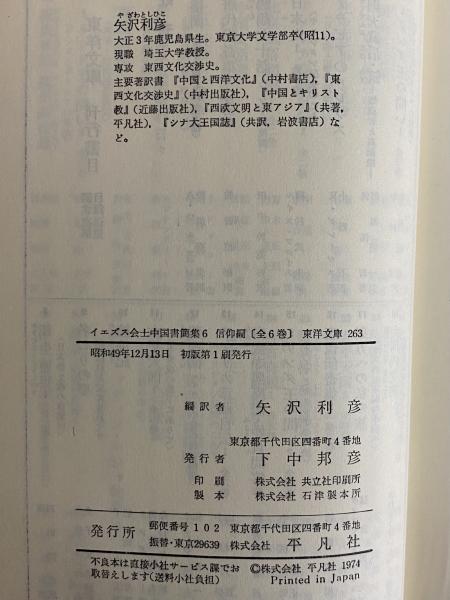 やざわとしひこ
矢沢利彦
大正3年鹿児島県生。東京大学文学部卒(昭11)。
現職 埼玉大学教授。
専攻 東西文化交渉史。
主要著訳書『中国と西洋文化』(中村書店),『東
西文化交渉史』(中村出版社),『中国とキリスト
教』(近藤出版社),『西欧文明と東アジア』(共著,
平凡社),『シナ大王国誌』(共訳,岩波書店)な
ど。
イエズス会士中国書簡集6 信仰編〔全6巻〕 東洋文庫 263
昭和49年12月13日 初版第1刷発行
編訳者 矢沢利彦
東京都千代田区四番町4番地
発行者 下中邦彦
印刷 株式会社 共立社印刷所
製本 株式会社 石津製本所
発行所 郵便番号102 東京都千代田区四番町4番地
振替・東京29639 株式会社 平凡社
不良本は直接小社サービス課でお
取替えします(送料小社負担)
©株式会社 平凡社 1974
Printed in Japan